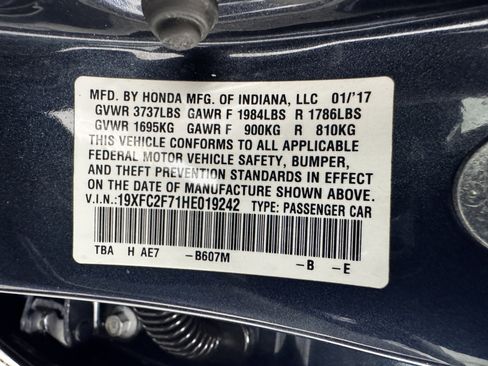 MFD. BY HONDA MFG. OF INDIANA, LLC 01/'17
GVWR 3737LBS GAWR F 1984LBS R 1786LBS
GVWR 1695KG GAWR F 900KG R 810KG
THIS VEHICLE CONFORMS TO ALL APPLICABLE
FEDERAL MOTOR VEHICLE SAFETY, BUMPER,
AND THEFT PREVENTION STANDARDS IN EFFECT
ON THE DATE OF MANUFACTURE SHOWN ABOVE.
V.I.N.:19XFC2F71HE019242 TYPE: PASSENGER CAR
TBA H AE7 -B607M -B -E